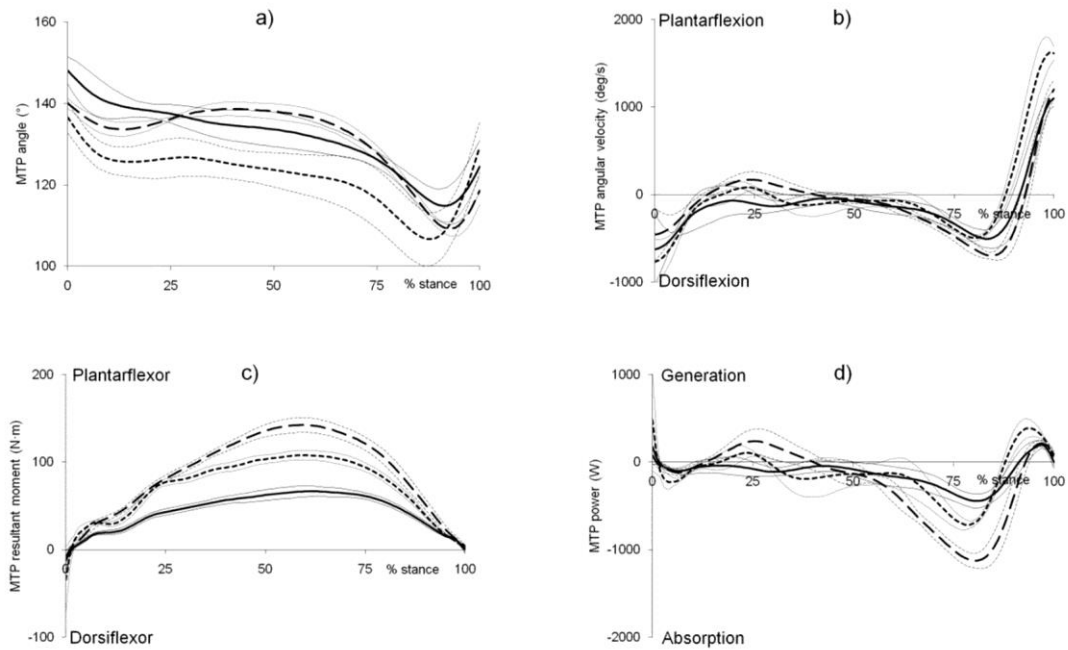 a)
160
140
120
100
MTP angle (°)
0
25
50
75
% stance
100
b)
Plantarflexion
2000
1000
0
-1000
MTP angular velocity (deg/s)
0
25
50
75
% stance
100
Dorsiflexion
c)
Plantarflexor
200
100
0
-100
MTP resultant moment (N·m)
0
25
50
75
% stance
100
Dorsiflexor
d)
Generation
1000
0
-1000
-2000
MTP power (W)
0
25
50
75
% stance
100
Absorption